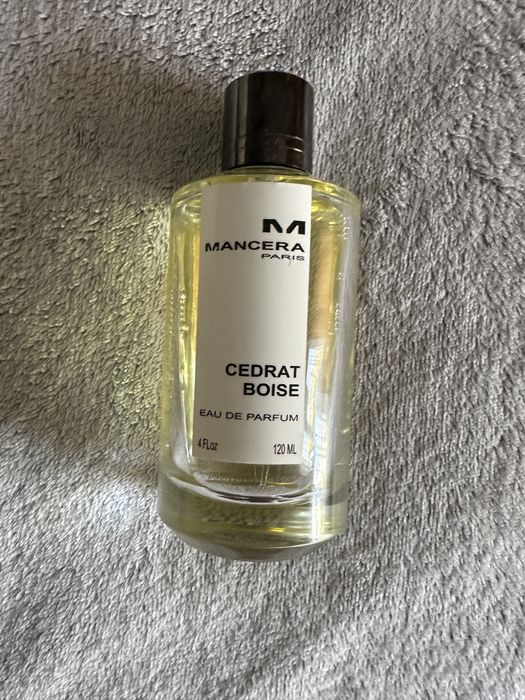 M
MANCERA
PARIS
CEDRAT
BOISE
EAU DE PARFUM
4 FLoz 120 ML